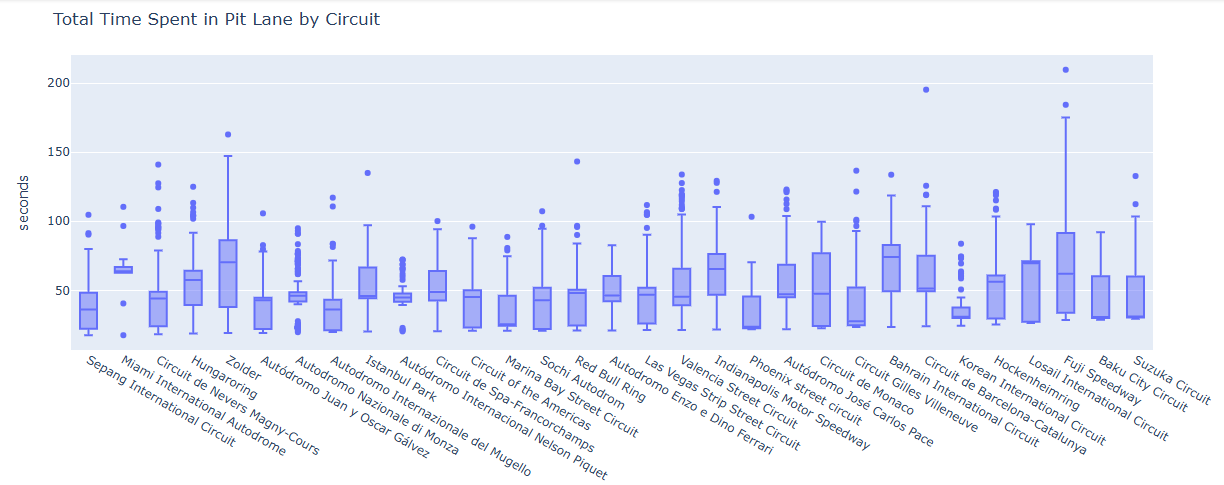 Total Time Spent in Pit Lane by Circuit
200
150
100
50
seconds
Sepang International Circuit
Miami International Autodrome
Circuit de Nevers Magny-Cours
Hungaroring
Zolder
Autódromo Juan y Oscar Gálvez
Autodromo Nazionale di Monza
Autodromo Internazionale del Mugello
Istanbul Park
Autódromo Internacional Nelson Piquet
Circuit de Spa-Francorchamps
Circuit of the Americas
Marina Bay Street Circuit
Sochi Autodrom
Red Bull Ring
Autodromo Enzo e Dino Ferrari
Las Vegas Strip Street Circuit
Valencia Street Circuit
Indianapolis Motor Speedway
Phoenix street circuit
Autódromo José Carlos Pace
Circuit de Monaco
Circuit Gilles Villeneuve
Bahrain International Circuit
Circuit de Barcelona-Catalunya
Korean International Circuit
Hockenheimring
Losail International Circuit
Fuji Speedway
Baku City Circuit
Suzuka Circuit